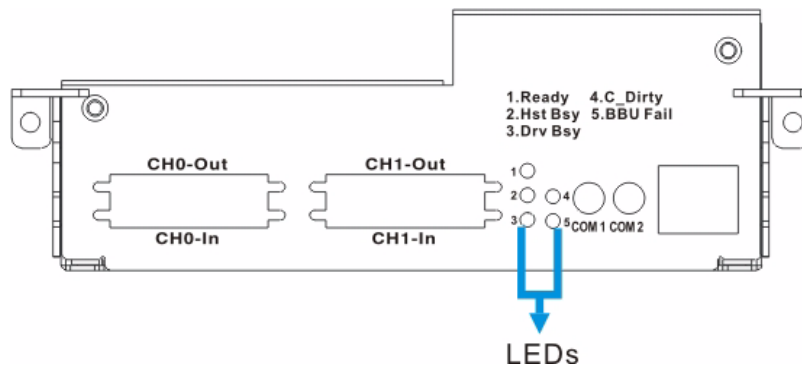 1.Ready 4.C_Dirty
2.Hst Bsy 5.BBU Fail
3.Drv Bsy
CH0-Out CH1-Out
1
2 4
3 5 COM 1 COM 2
CH0-In CH1-In
LEDs